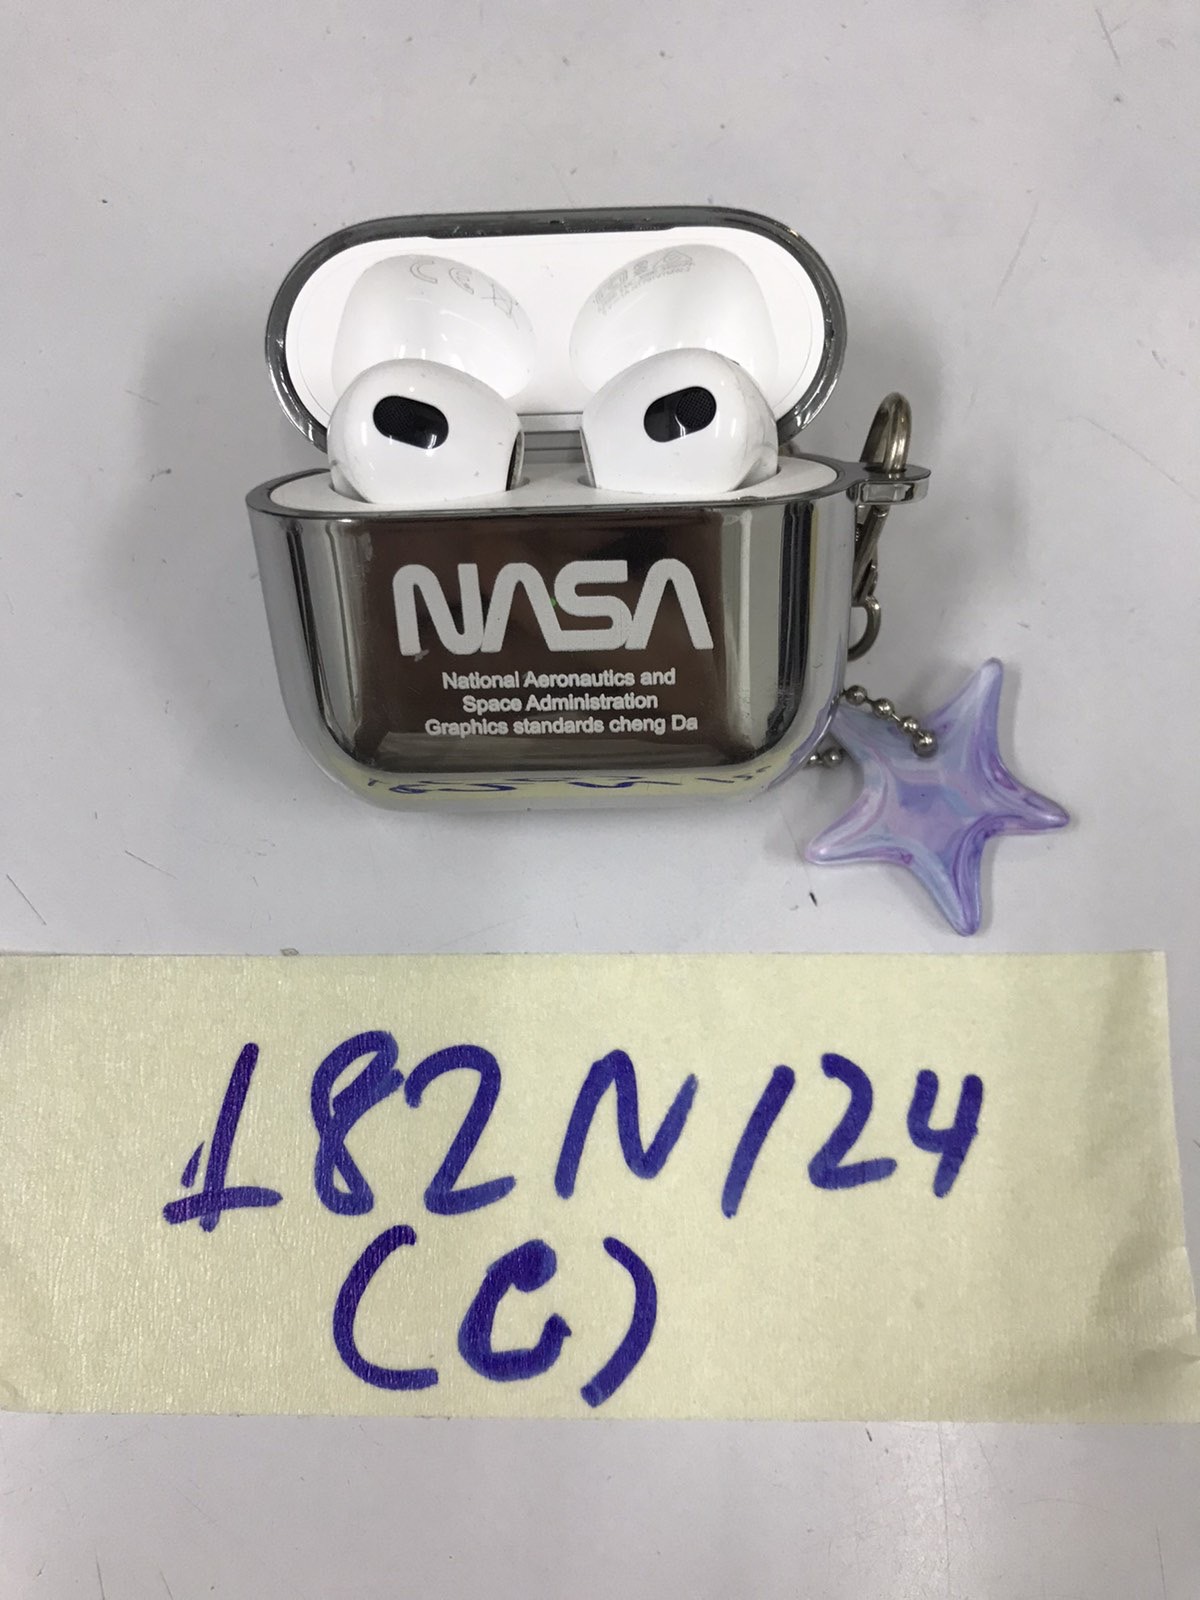 NASA
National Aeronautics and
Space Administration
Graphics standards cheng Da
182N124
(C)